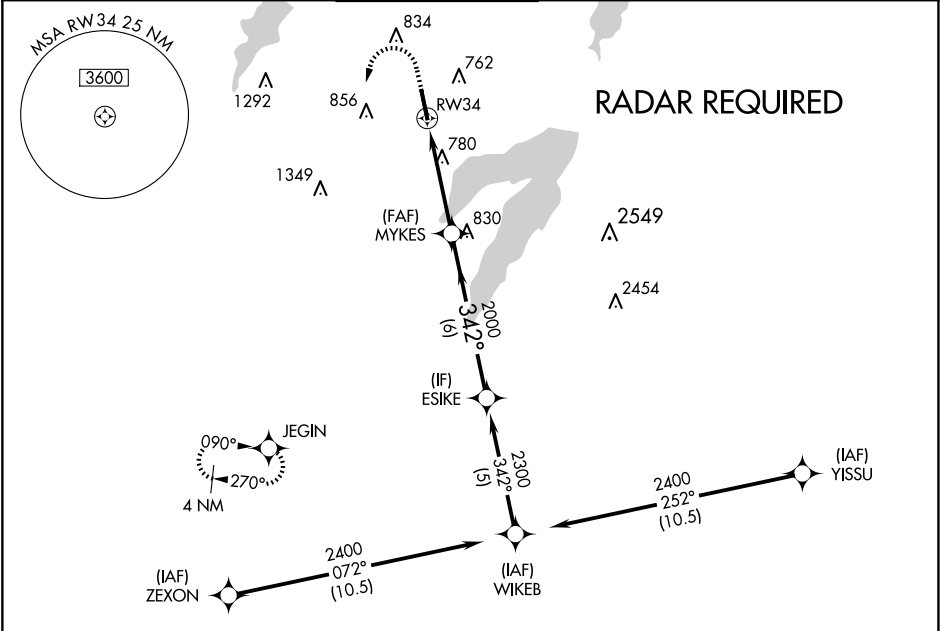 MSA RW34 25 NM
3600
834
762
1292
856
RW34
RADAR REQUIRED
780
1349
(FAF)
MYKES
830
2549
2454
2000
342°
(6)
(IF)
ESIKE
JEGIN
090°
270°
4 NM
2300
342°
(5)
(IAF)
YISSU
2400
252°
(10.5)
2400
072°
(10.5)
(IAF)
WIKEB
(IAF)
ZEXON